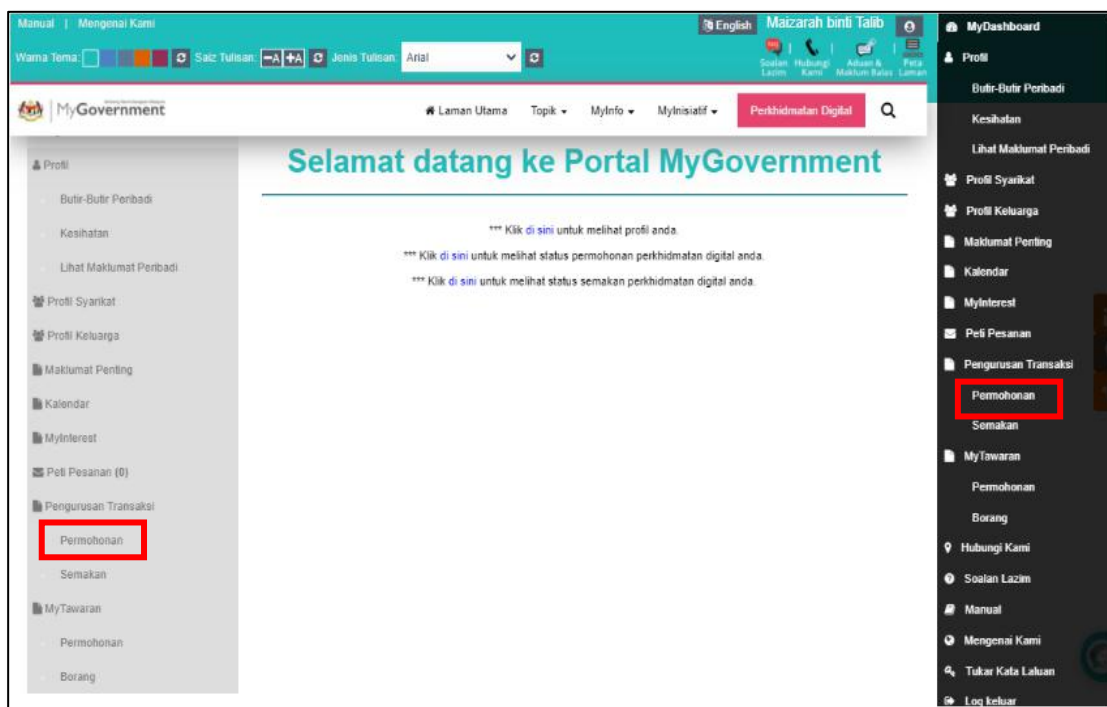 Manual | Mengenai Kami
English
Maizarah binti Talib
Warna Tema:
Saiz Tulisan:
-A +A
Jenis Tulisan:
Arial
Soalan Lazim
Hubungi Kami
Aduan & Maklum Balas
Peta Laman
MyGovernment
Laman Utama
Topik
MyInfo
MyInisiatif
Perkhidmatan Digital
Profil
Butir-Butir Peribadi
Kesihatan
Lihat Maklumat Peribadi
Profil Syarikat
Profil Keluarga
Maklumat Penting
Kalendar
MyInterest
Peti Pesanan (0)
Pengurusan Transaksi
Permohonan
Semakan
MyTawaran
Permohonan
Borang
Selamat datang ke Portal MyGovernment
*** Klik di sini untuk melihat profil anda.
*** Klik di sini untuk melihat status permohonan perkhidmatan digital anda.
*** Klik di sini untuk melihat status semakan perkhidmatan digital anda.
MyDashboard
Profil
Butir-Butir Peribadi
Kesihatan
Lihat Maklumat Peribadi
Profil Syarikat
Profil Keluarga
Maklumat Penting
Kalendar
MyInterest
Peti Pesanan
Pengurusan Transaksi
Permohonan
Semakan
MyTawaran
Permohonan
Borang
Hubungi Kami
Soalan Lazim
Manual
Mengenai Kami
Tukar Kata Laluan
Log keluar